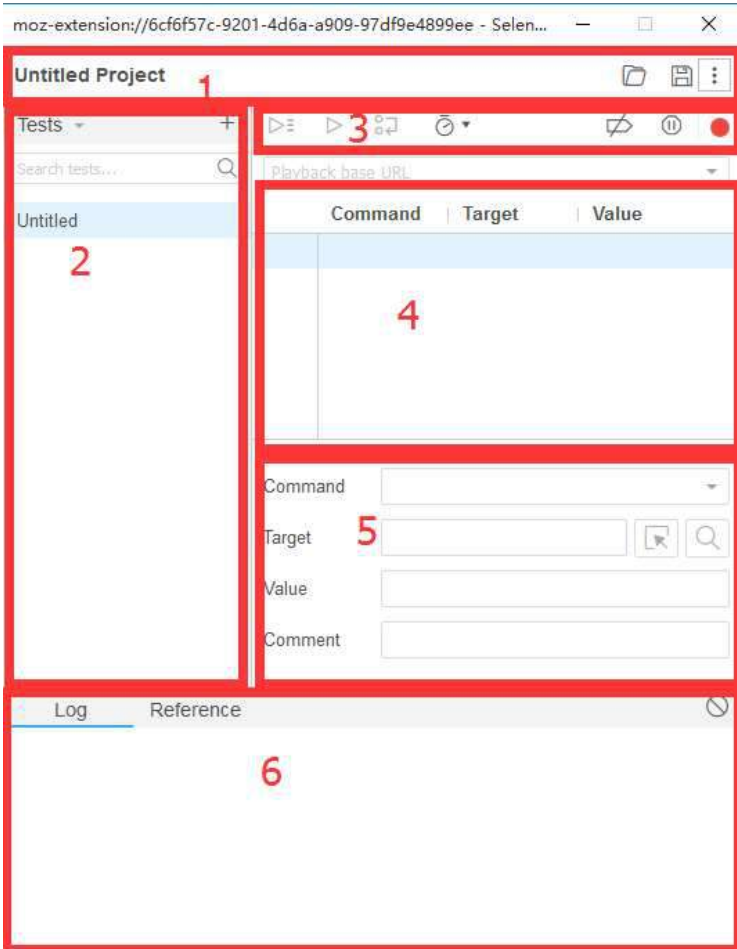 moz-extension://6cf6f57c-9201-4d6a-a909-97df9e4899ee - Selen...
Untitled Project
1
Tests
3
Search tests...
Playback base URL
Untitled
2
Command Target Value
4
Command
Target
5
Value
Comment
Log Reference
6